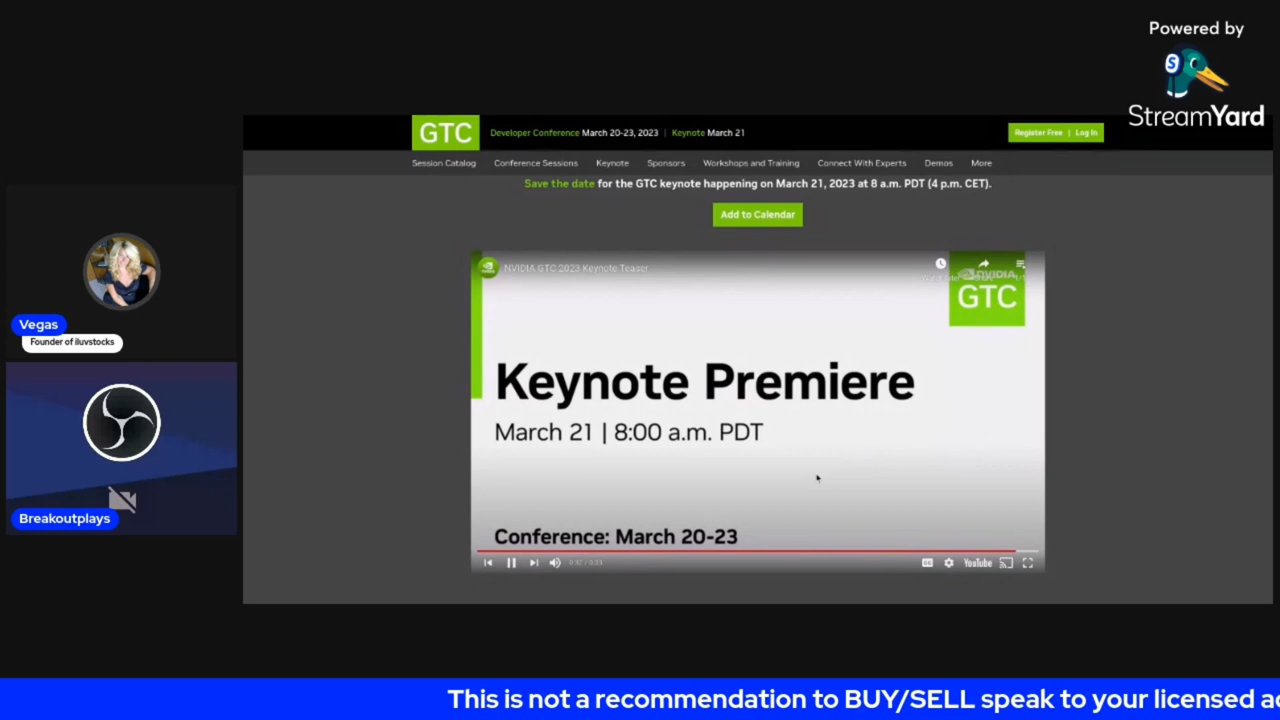 Powered by
StreamYard
GTC
Developer Conference March 20-23, 2023 | Keynote March 21
Register Free | Log In
Session Catalog Conference Sessions Keynote Sponsors Workshops and Training Connect With Experts Demos More
Save the date for the GTC keynote happening on March 21, 2023 at 8 a.m. PDT (4 p.m. CET).
Add to Calendar
NVIDIA GTC 2023 Keynote Teaser
NVIDIA
GTC
Keynote Premiere
March 21 | 8:00 a.m. PDT
Conference: March 20-23
CC
YouTube
Vegas
Founder of iluvstocks
Breakoutplays
This is not a recommendation to BUY/SELL speak to your licensed